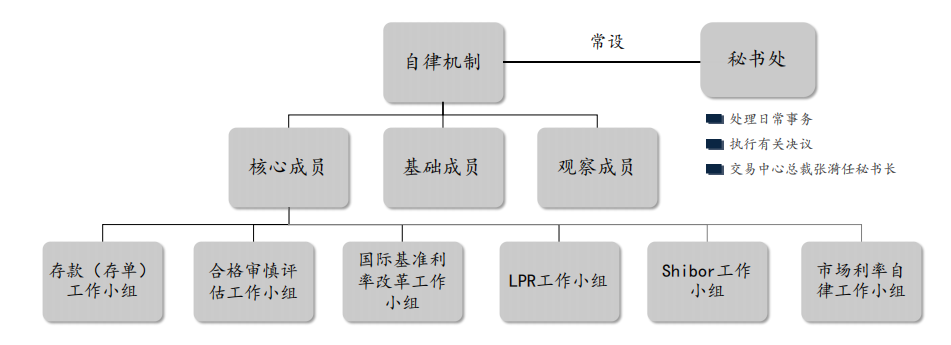 常设
自律机制
秘书处
处理日常事务
执行有关决议
交易中心总裁张漪任秘书长
核心成员
基础成员
观察成员
存款（存单）
工作小组
合格审慎评
估工作小组
国际基准利
率改革工作
小组
LPR工作小组
Shibor工作
小组
市场利率自
律工作小组